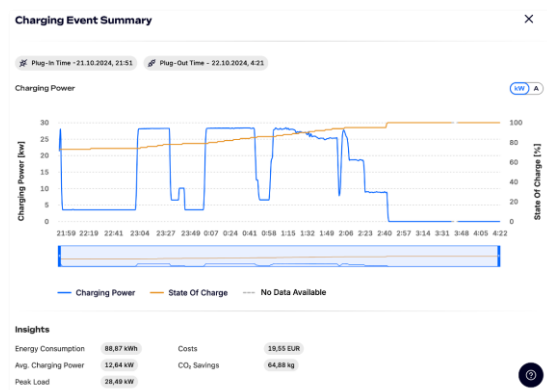 Charging Event Summary
Plug-In Time -21.10.2024, 21:51 Plug-Out Time - 22.10.2024, 4:21
Charging Power kW A
Charging Power [kw]
30
25
20
15
10
5
0
State Of Charge [%]
100
80
60
40
20
0
21:59 22:19 22:41 23:04 23:27 23:49 0:07 0:24 0:41 0:58 1:15 1:32 1:49 2:06 2:23 2:40 2:57 3:14 3:31 3:48 4:05 4:22
Charging Power State Of Charge No Data Available
Insights
Energy Consumption 88,87 kWh Costs 19,55 EUR
Avg. Charging Power 12,64 kW CO₂ Savings 64,88 kg
Peak Load 28,49 kW